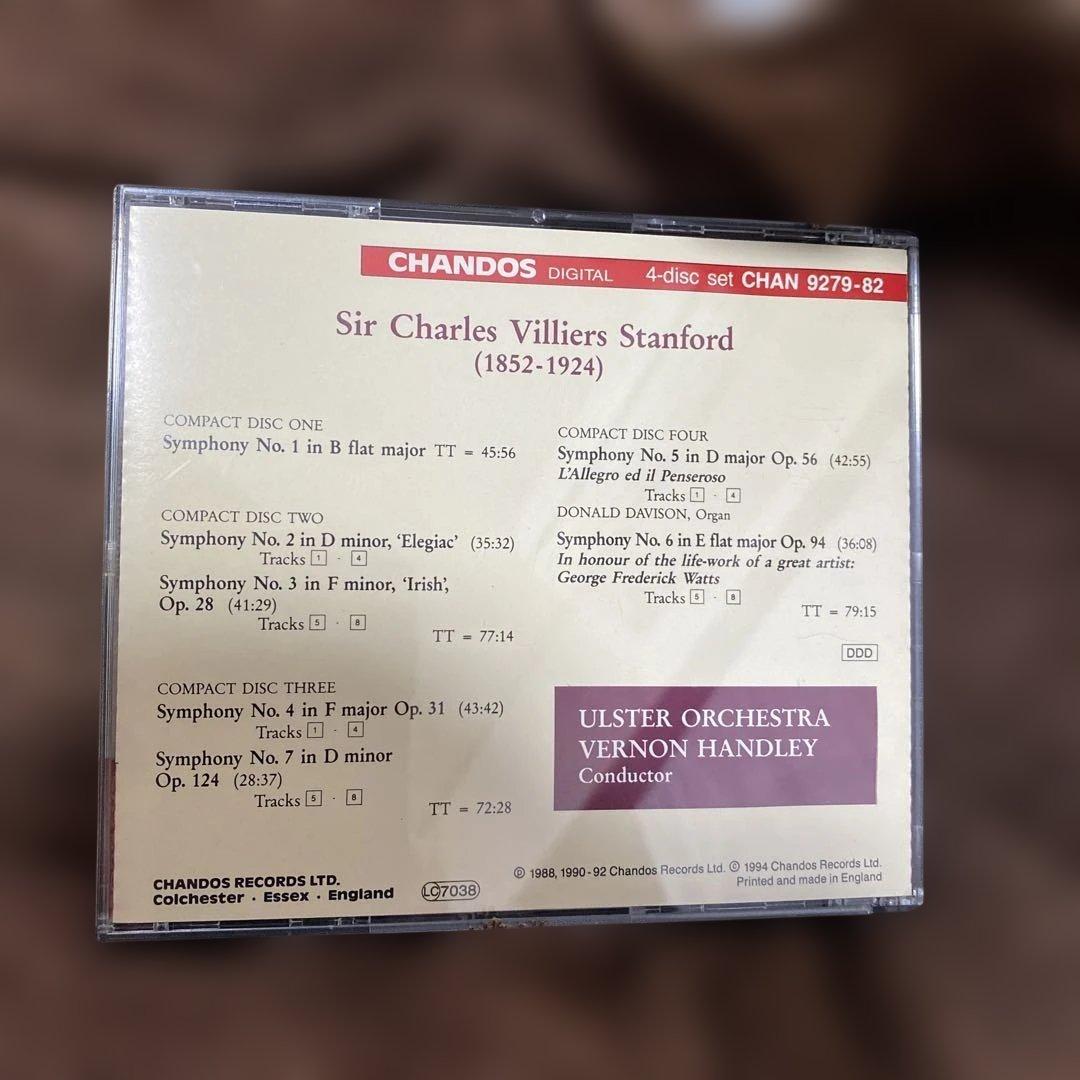 CHANDOS DIGITAL 4-disc set CHAN 9279-82
Sir Charles Villiers Stanford
(1852-1924)
COMPACT DISC ONE
Symphony No. 1 in B flat major TT = 45:56
COMPACT DISC TWO
Symphony No. 2 in D minor, ‘Elegiac’ (35:32)
Tracks 1 · 4
Symphony No. 3 in F minor, ‘Irish’,
Op. 28 (41:29)
Tracks 5 · 8
TT = 77:14
COMPACT DISC THREE
Symphony No. 4 in F major Op. 31 (43:42)
Tracks 1 · 4
Symphony No. 7 in D minor
Op. 124 (28:37)
Tracks 5 · 8
TT = 72:28
COMPACT DISC FOUR
Symphony No. 5 in D major Op. 56 (42:55)
L’Allegro ed il Penseroso
Tracks 1 · 4
DONALD DAVISON, Organ
Symphony No. 6 in E flat major Op. 94 (36:08)
In honour of the life-work of a great artist:
George Frederick Watts
Tracks 5 · 8
TT = 79:15
DDD
ULSTER ORCHESTRA
VERNON HANDLEY
Conductor
CHANDOS RECORDS LTD.
Colchester · Essex · England
LC7038
℗ 1988, 1990-92 Chandos Records Ltd. © 1994 Chandos Records Ltd.
Printed and made in England